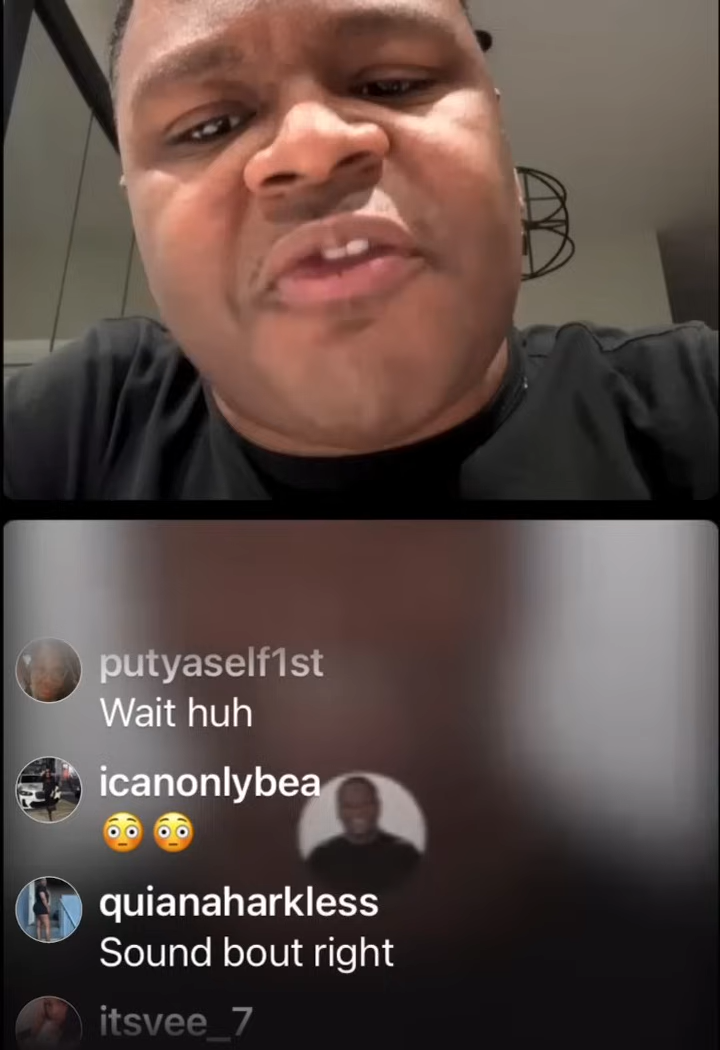 putyaself1st
Wait huh
icanonlybea
😳 😳
quianaharkless
Sound bout right
itsvee_7